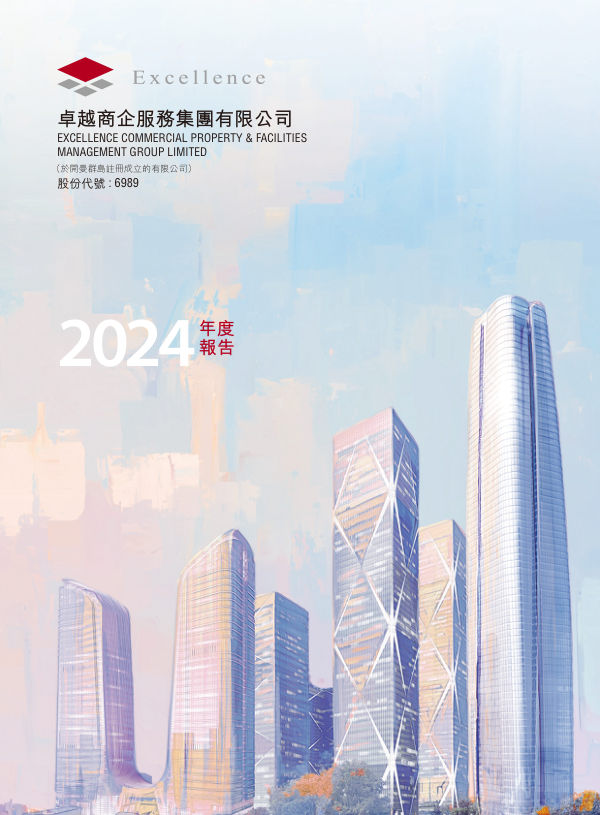 Excellence
卓越商企服務集團有限公司
EXCELLENCE COMMERCIAL PROPERTY & FACILITIES
MANAGEMENT GROUP LIMITED
(於開曼群島註冊成立的有限公司)
股份代號 : 6989
2024 年度
報告